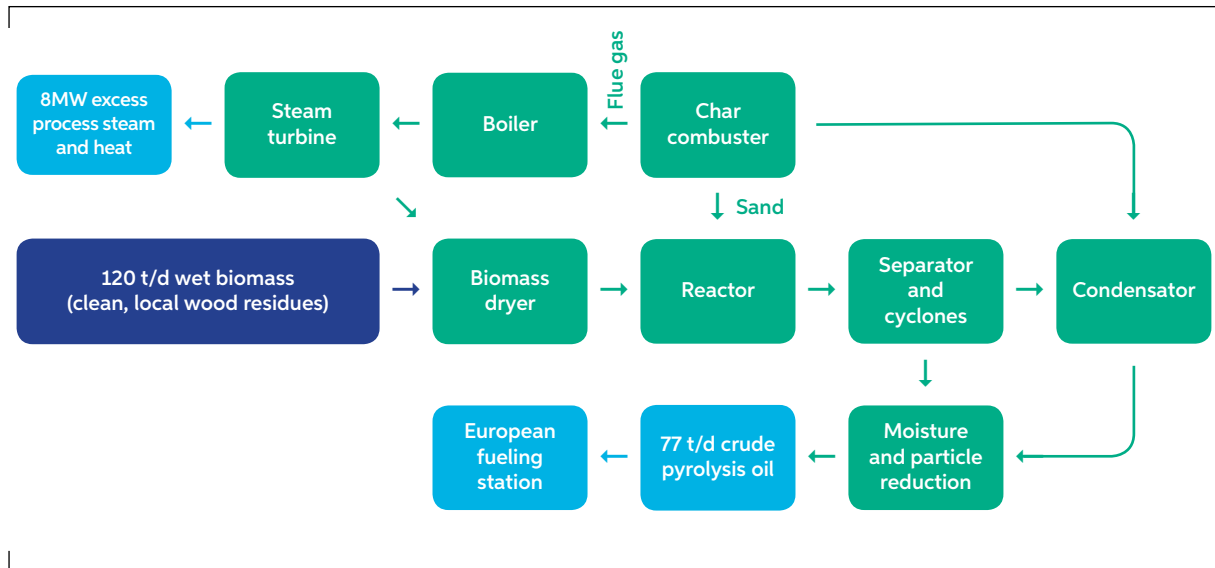 8MW excess
process steam
and heat
Steam
turbine
Boiler
Flue gas
Char
combuster
Sand
120 t/d wet biomass
(clean, local wood residues)
Biomass
dryer
Reactor
Separator
and
cyclones
Condensator
European
fueling
station
77 t/d crude
pyrolysis oil
Moisture
and particle
reduction